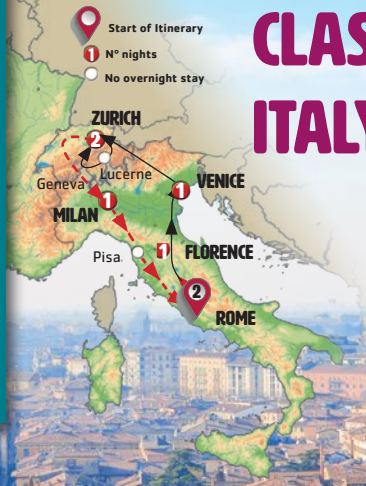 CLAS
ITALY
Start of Itinerary
1 Nº nights
No overnight stay
ZURICH
2
Lucerne
Geneva
VENICE
1
MILAN
1
Pisa
1
FLORENCE
2
ROME